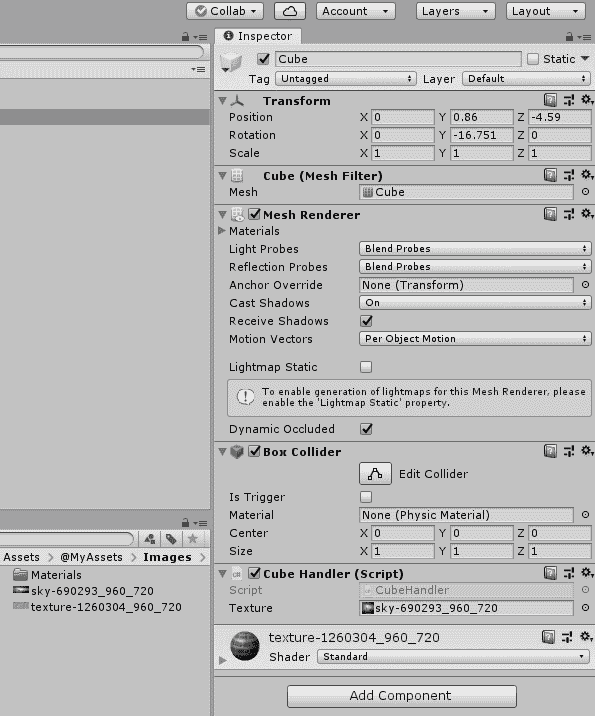 Collab Account Layers Layout
Inspector
Cube Static
Tag Untagged Layer Default
Transform
Position X 0 Y 0.86 Z -4.59
Rotation X 0 Y -16.751 Z 0
Scale X 1 Y 1 Z 1
Cube (Mesh Filter)
Mesh Cube
Mesh Renderer
Materials
Light Probes Blend Probes
Reflection Probes Blend Probes
Anchor Override None (Transform)
Cast Shadows On
Receive Shadows
Motion Vectors Per Object Motion
Lightmap Static
To enable generation of lightmaps for this Mesh Renderer, please
enable the 'Lightmap Static' property.
Dynamic Occluded
Box Collider
Edit Collider
Is Trigger
Material None (Physic Material)
Center X 0 Y 0 Z 0
Size X 1 Y 1 Z 1
Cube Handler (Script)
Script CubeHandler
Texture sky-690293_960_720
texture-1260304_960_720
Shader Standard
Add Component
Assets > @MyAssets > Images >
Materials
sky-690293_960_720
texture-1260304_960_720